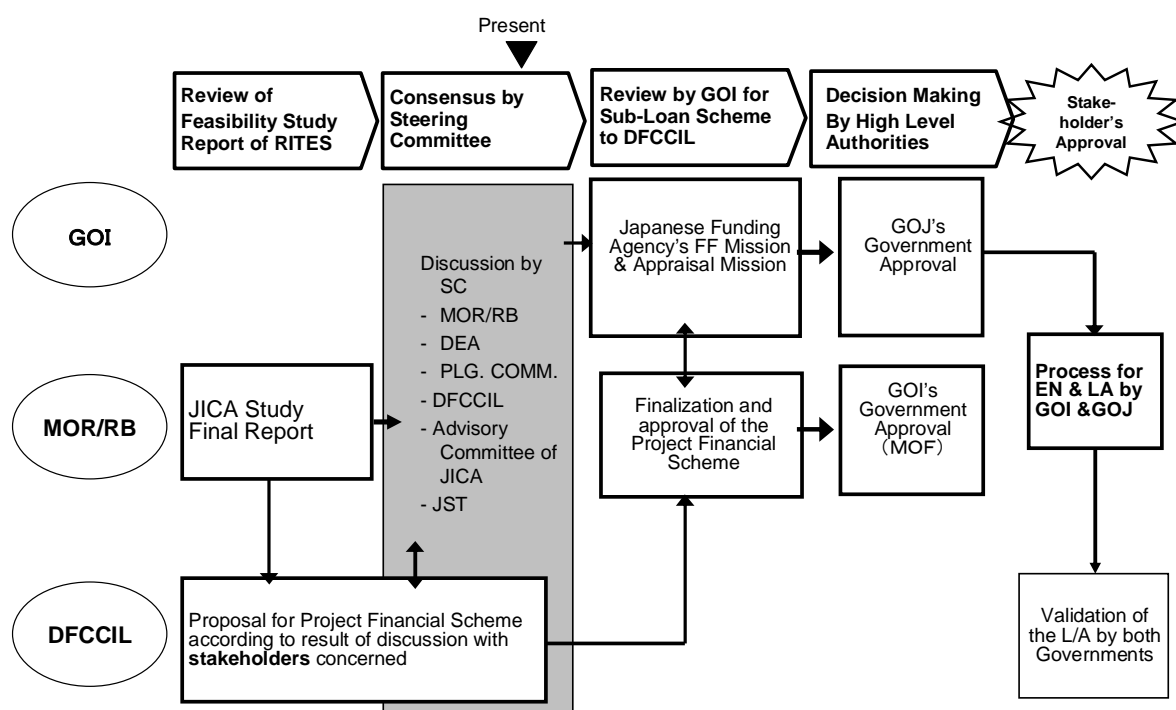 Present
Review of
Feasibility Study
Report of RITES
Consensus by
Steering
Committee
Review by GOI for
Sub-Loan Scheme
to DFCCIL
Decision Making
By High Level
Authorities
Stake-
holder's
Approval
GOI
Discussion by
SC
- MOR/RB
- DEA
- PLG. COMM.
- DFCCIL
- Advisory
Committee of
JICA
- JST
Japanese Funding
Agency's FF Mission
& Appraisal Mission
GOJ's
Government
Approval
MOR/RB
JICA Study
Final Report
Finalization and
approval of the
Project Financial
Scheme
GOI's
Government
Approval
(MOF)
Process for
EN & LA by
GOI &GOJ
DFCCIL
Proposal for Project Financial Scheme
according to result of discussion with
stakeholders concerned
Validation of
the L/A by both
Governments